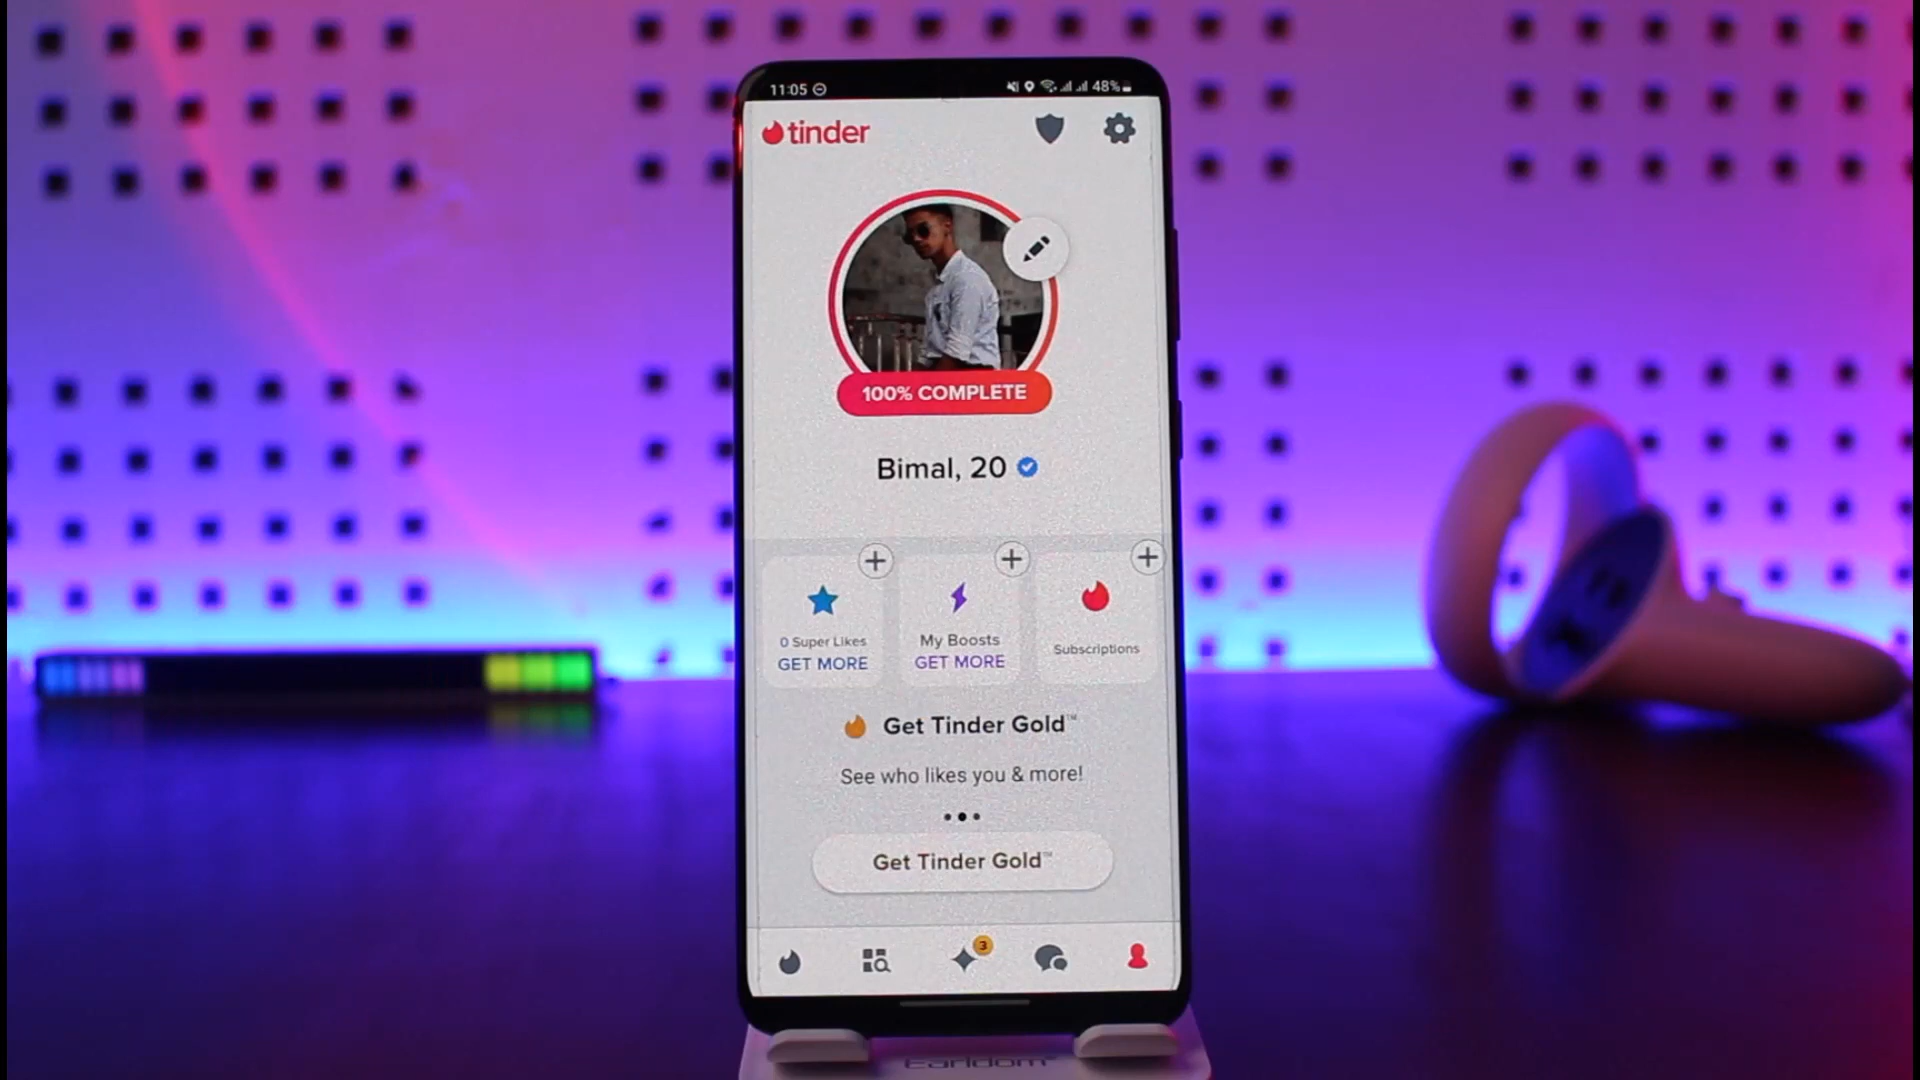 11:05
48%
tinder
100% COMPLETE
Bimal, 20
0 Super Likes
GET MORE
My Boosts
GET MORE
Subscriptions
Get Tinder Gold™
See who likes you & more!
Get Tinder Gold™
3
Earldom